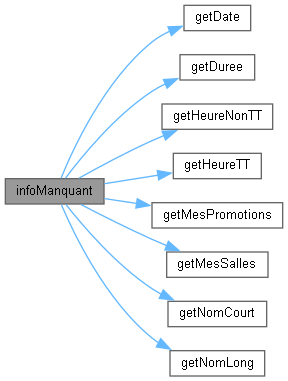 getDate
getDuree
getHeureNonTT
getHeureTT
infoManquant
getMesPromotions
getMesSalles
getNomCourt
getNomLong